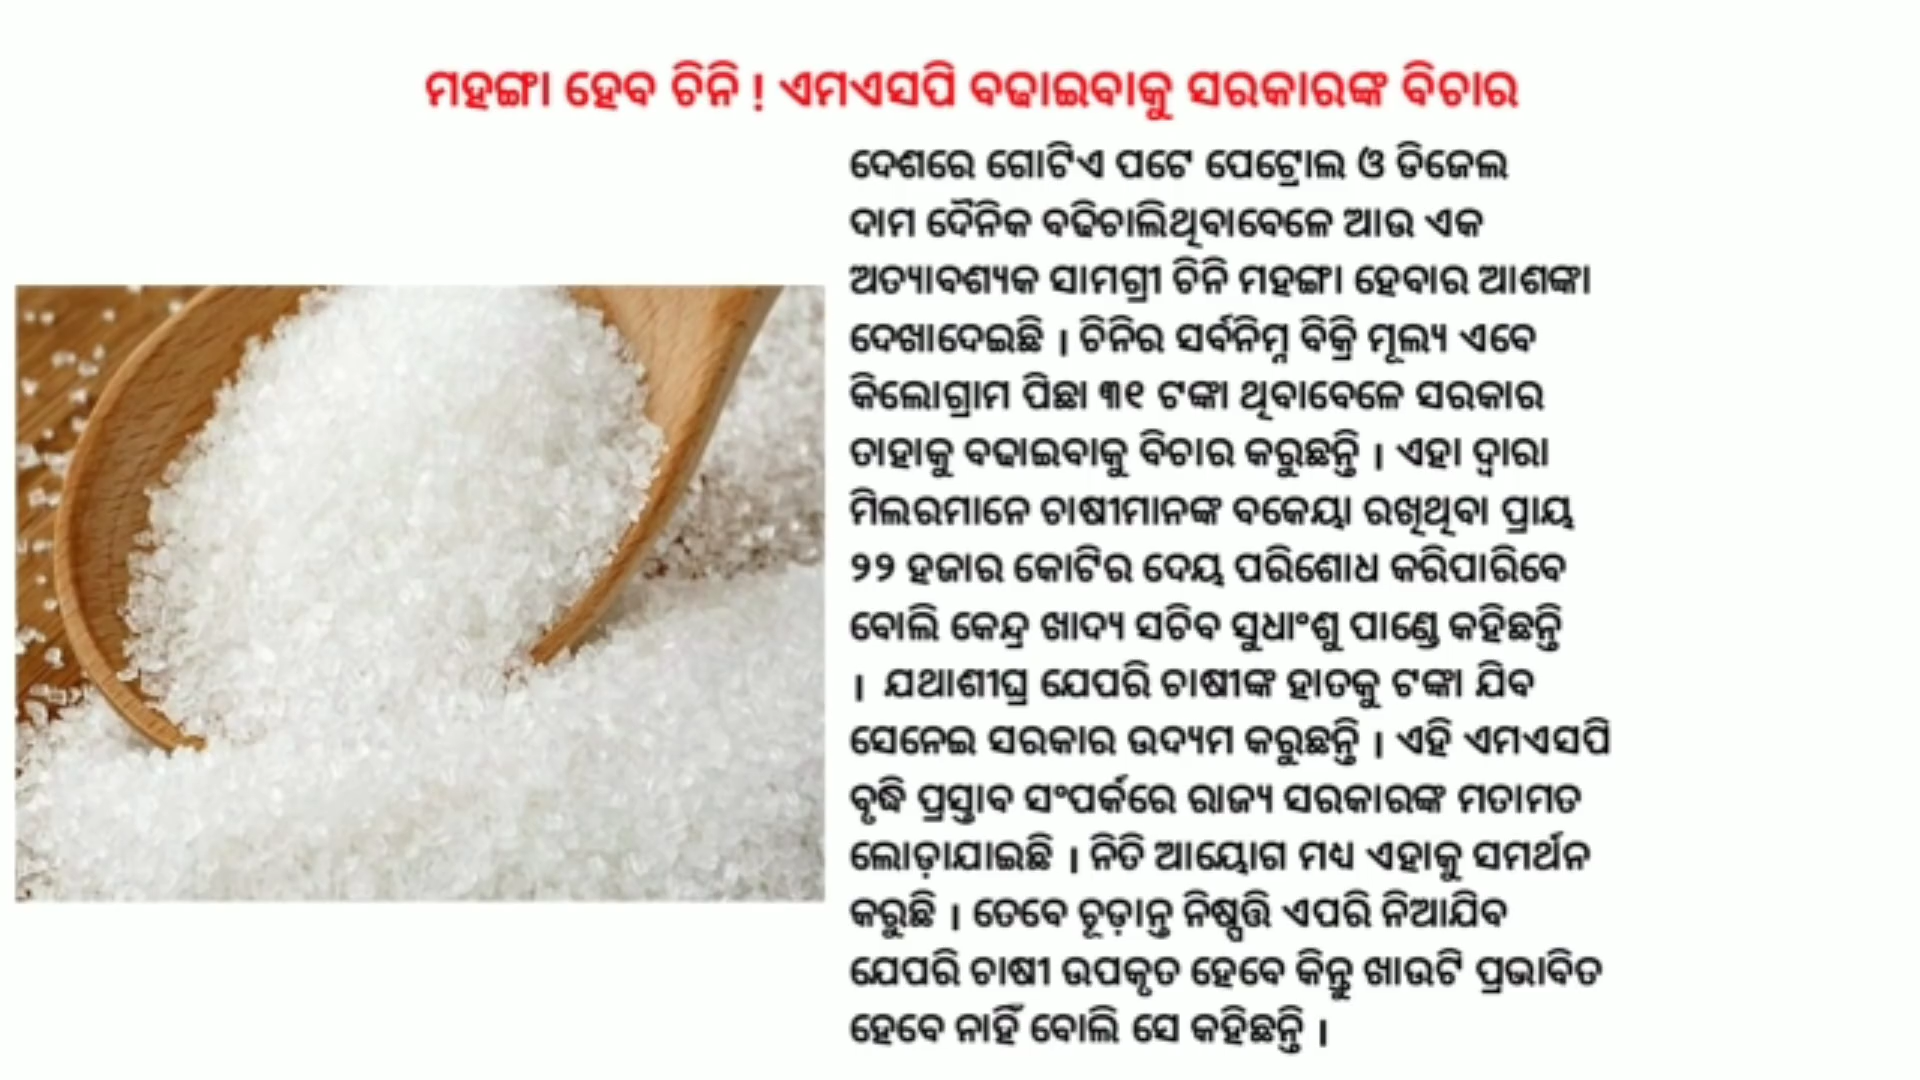 ମହଙ୍ଗା ହେବ ଚିନି ! ଏମଏସପି ବଢାଇବାକୁ ସରକାରଙ୍କ ବିଚାର
ଦେଶରେ ଗୋଟିଏ ପଟେ ପେଟ୍ରୋଲ ଓ ଡିଜେଲ
ଦାମ ଦୈନିକ ବଢିଚାଲିଥିବାବେଳେ ଆଉ ଏକ
ଅତ୍ୟାବଶ୍ୟକ ସାମଗ୍ରୀ ଚିନି ମହଙ୍ଗା ହେବାର ଆଶଙ୍କା
ଦେଖାଦେଇଛି । ଚିନିର ସର୍ବନିମ୍ନ ବିକ୍ରି ମୂଲ୍ୟ ଏବେ
କିଲୋଗ୍ରାମ ପିଛା ୩୧ ଟଙ୍କା ଥିବାବେଳେ ସରକାର
ତାହାକୁ ବଢାଇବାକୁ ବିଚାର କରୁଛନ୍ତି । ଏହା ଦ୍ୱାରା
ମିଲରମାନେ ଚାଷୀମାନଙ୍କ ବକେୟା ରଖିଥିବା ପ୍ରାୟ
୨୨ ହଜାର କୋଟିର ଦେୟ ପରିଶୋଧ କରିପାରିବେ
ବୋଲି କେନ୍ଦ୍ର ଖାଦ୍ୟ ସଚିବ ସୁଧାଂଶୁ ପାଣ୍ଡେ କହିଛନ୍ତି
। ଯଥାଶୀଘ୍ର ଯେପରି ଚାଷୀଙ୍କ ହାତକୁ ଟଙ୍କା ଯିବ
ସେନେଇ ସରକାର ଉଦ୍ୟମ କରୁଛନ୍ତି । ଏହି ଏମଏସପି
ବୃଦ୍ଧି ପ୍ରସ୍ତାବ ସଂପର୍କରେ ରାଜ୍ୟ ସରକାରଙ୍କ ମତାମତ
ଲୋଡ଼ାଯାଇଛି । ନିତି ଆୟୋଗ ମଧ୍ୟ ଏହାକୁ ସମର୍ଥନ
କରୁଛି । ତେବେ ଚୂଡ଼ାନ୍ତ ନିଷ୍ପତ୍ତି ଏପରି ନିଆଯିବ
ଯେପରି ଚାଷୀ ଉପକୃତ ହେବେ କିନ୍ତୁ ଖାଉଟି ପ୍ରଭାବିତ
ହେବେ ନାହିଁ ବୋଲି ସେ କହିଛନ୍ତି ।